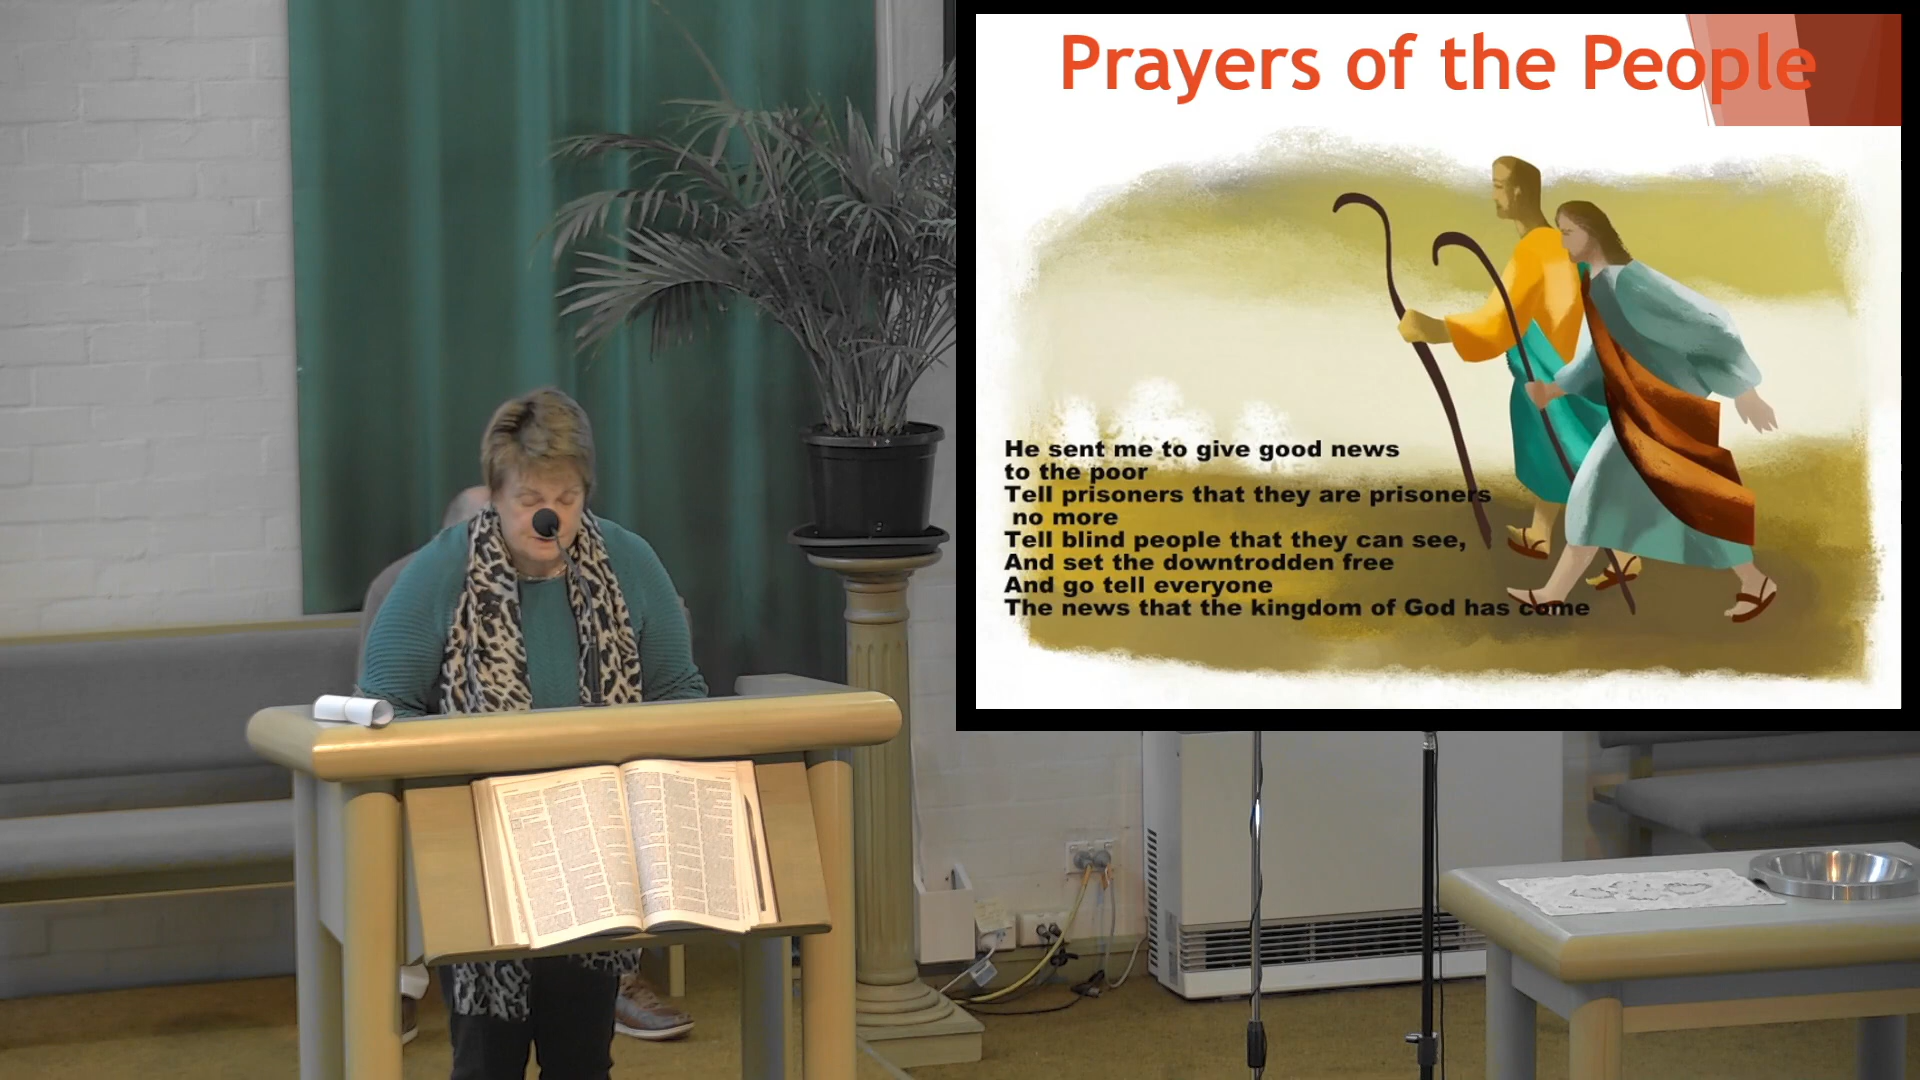 Prayers of the People
He sent me to give good news
to the poor
Tell prisoners that they are prisoners
no more
Tell blind people that they can see,
And set the downtrodden free
And go tell everyone
The news that the kingdom of God has come